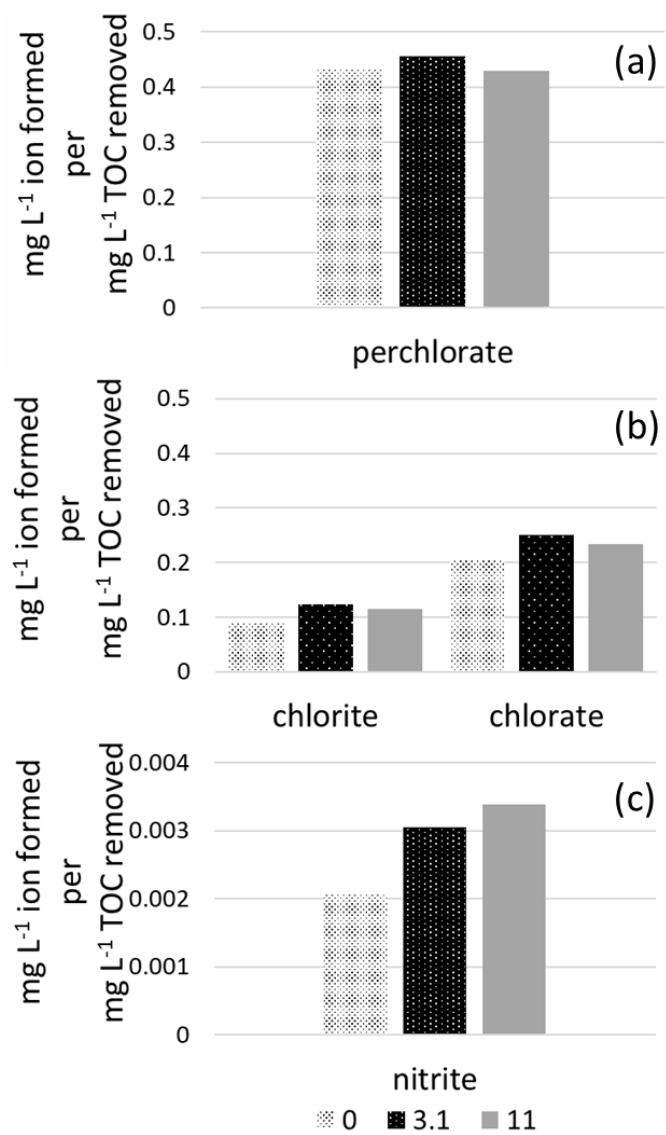 mg L⁻¹ ion formed
per
mg L⁻¹ TOC removed
0.5
0.4
0.3
0.2
0.1
0
(a)
perchlorate
mg L⁻¹ ion formed
per
mg L⁻¹ TOC removed
0.5
0.4
0.3
0.2
0.1
0
(b)
chlorite chlorate
mg L⁻¹ ion formed
per
mg L⁻¹ TOC removed
0.004
0.003
0.002
0.001
0
(c)
nitrite
0 3.1 11